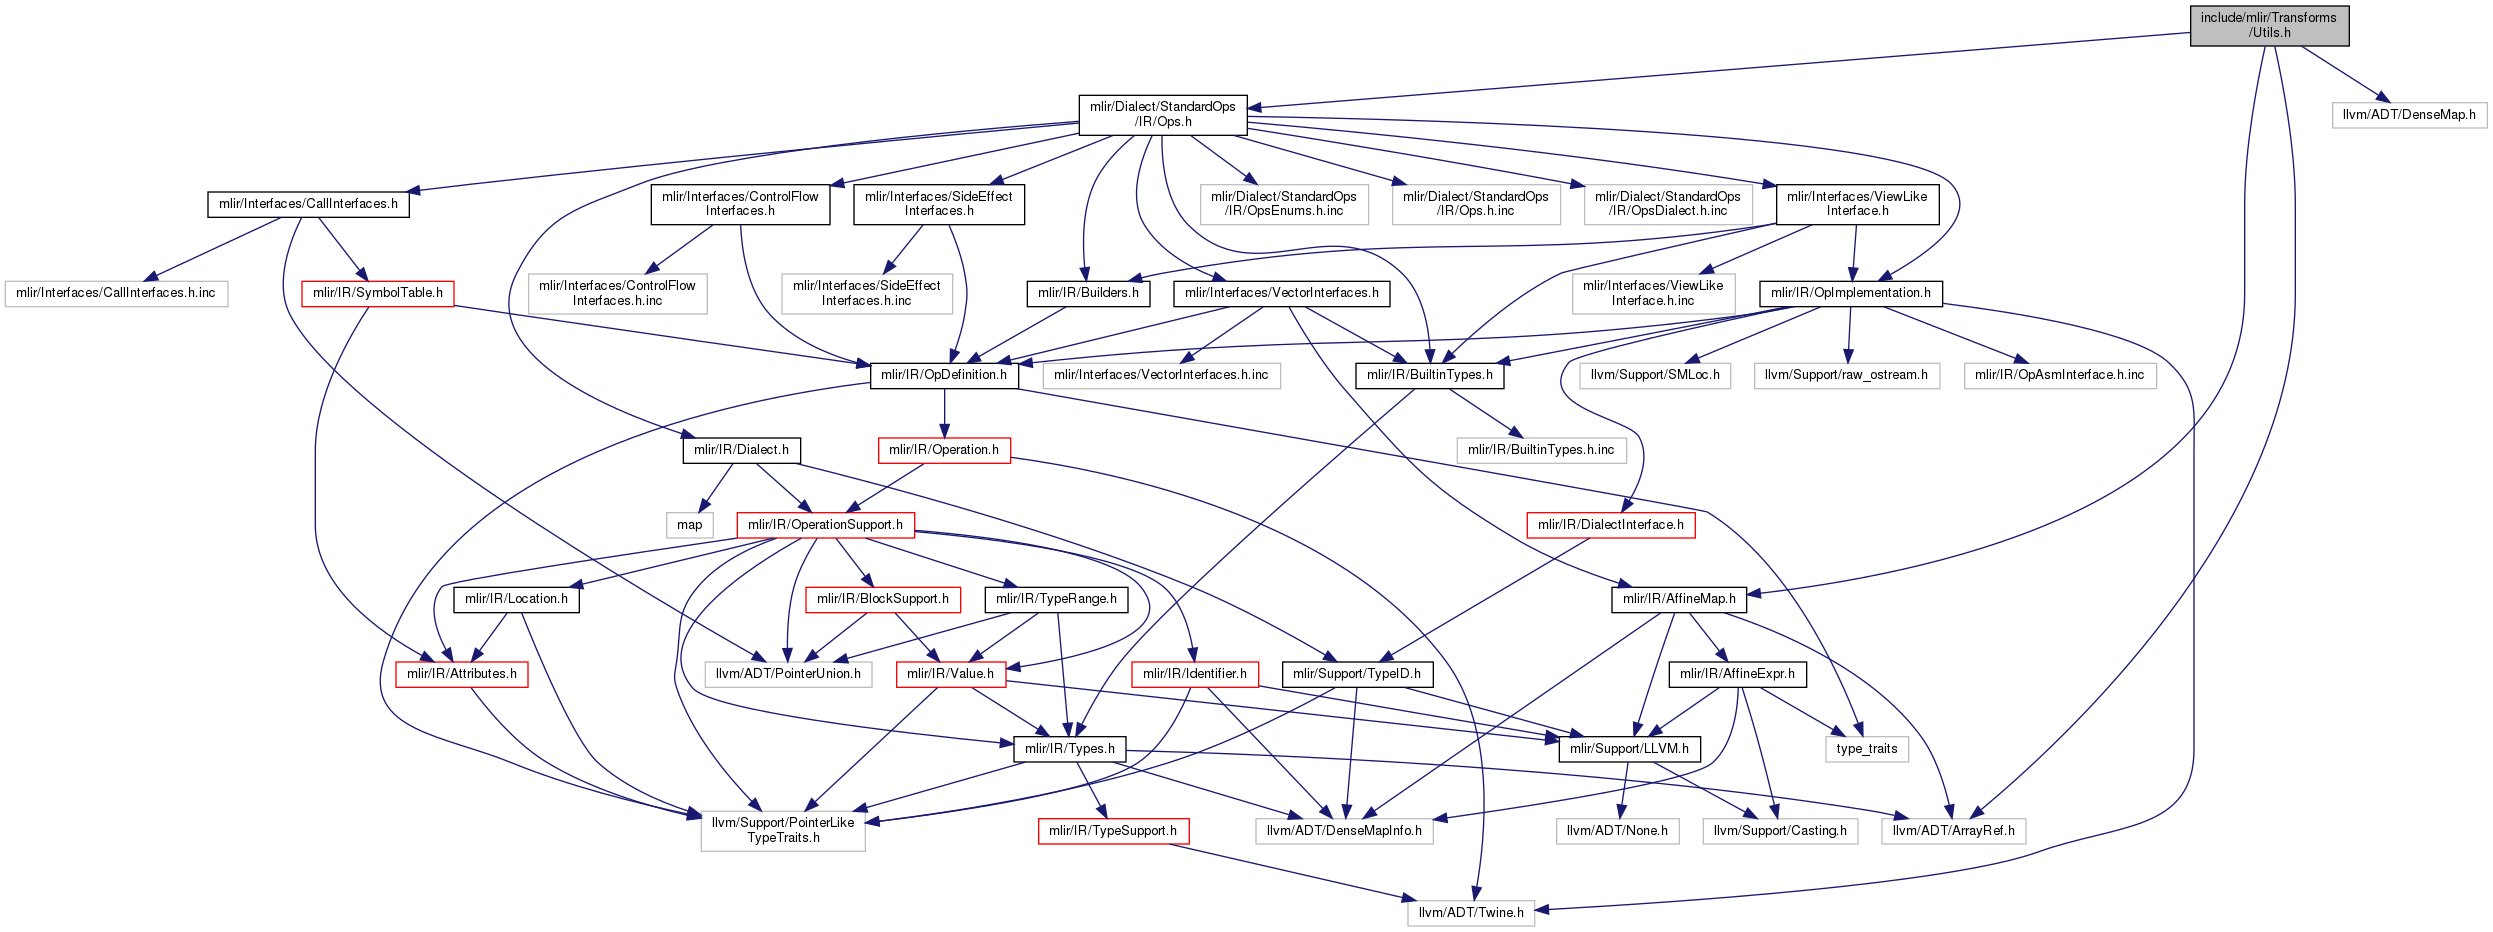 include/mlir/Transforms
/Utils.h
mlir/Dialect/StandardOps
/IR/Ops.h
llvm/ADT/DenseMap.h
mlir/Interfaces/CallInterfaces.h
mlir/Interfaces/ControlFlow
Interfaces.h
mlir/Interfaces/SideEffect
Interfaces.h
mlir/Dialect/StandardOps
/IR/OpsEnums.h.inc
mlir/Dialect/StandardOps
/IR/Ops.h.inc
mlir/Dialect/StandardOps
/IR/OpsDialect.h.inc
mlir/Interfaces/ViewLike
Interface.h
mlir/Interfaces/CallInterfaces.h.inc
mlir/IR/SymbolTable.h
mlir/Interfaces/ControlFlow
Interfaces.h.inc
mlir/Interfaces/SideEffect
Interfaces.h.inc
mlir/IR/Builders.h
mlir/Interfaces/VectorInterfaces.h
mlir/Interfaces/ViewLike
Interface.h.inc
mlir/IR/OpImplementation.h
mlir/IR/OpDefinition.h
mlir/Interfaces/VectorInterfaces.h.inc
mlir/IR/BuiltinTypes.h
llvm/Support/SMLoc.h
llvm/Support/raw_ostream.h
mlir/IR/OpAsmInterface.h.inc
mlir/IR/Dialect.h
mlir/IR/Operation.h
mlir/IR/BuiltinTypes.h.inc
map
mlir/IR/OperationSupport.h
mlir/IR/DialectInterface.h
mlir/IR/Location.h
mlir/IR/BlockSupport.h
mlir/IR/TypeRange.h
mlir/IR/AffineMap.h
mlir/IR/Attributes.h
llvm/ADT/PointerUnion.h
mlir/IR/Value.h
mlir/IR/Identifier.h
mlir/Support/TypeID.h
mlir/IR/AffineExpr.h
mlir/IR/Types.h
mlir/Support/LLVM.h
type_traits
llvm/Support/PointerLike
TypeTraits.h
mlir/IR/TypeSupport.h
llvm/ADT/DenseMapInfo.h
llvm/ADT/None.h
llvm/Support/Casting.h
llvm/ADT/ArrayRef.h
llvm/ADT/Twine.h